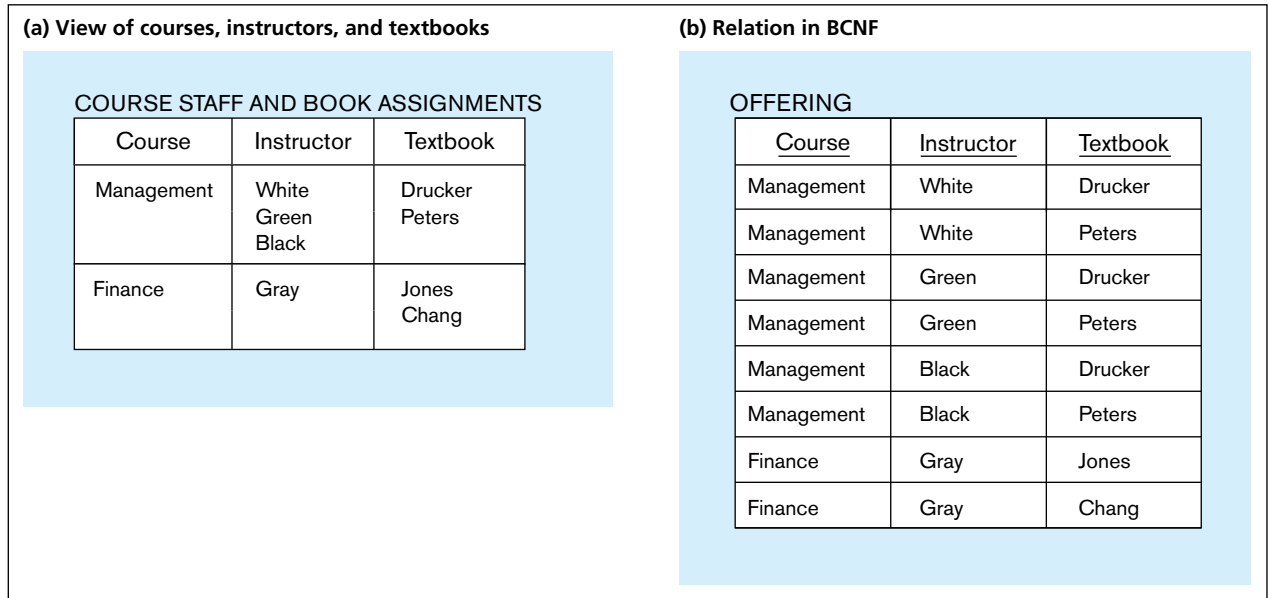 (a) View of courses, instructors, and textbooks
COURSE STAFF AND BOOK ASSIGNMENTS
Course Instructor Textbook
Management White Drucker
Green Peters
Black
Finance Gray Jones
Chang
(b) Relation in BCNF
OFFERING
Course Instructor Textbook
Management White Drucker
Management White Peters
Management Green Drucker
Management Green Peters
Management Black Drucker
Management Black Peters
Finance Gray Jones
Finance Gray Chang